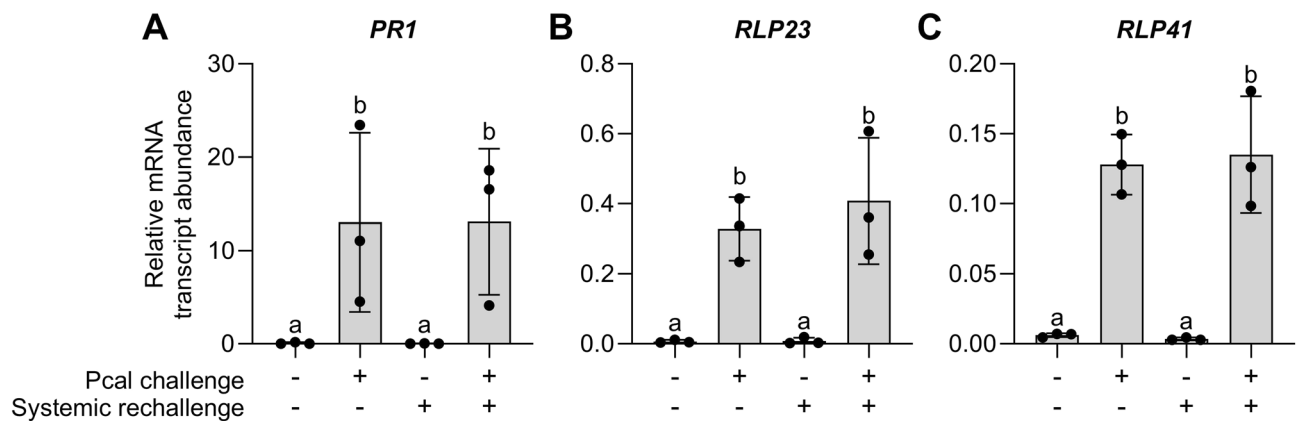 A PR1 B RLP23 C RLP41
Relative mRNA
transcript abundance
30
20
10
0
a b a b
0.8
0.6
0.4
0.2
0.0
a b a b
0.20
0.15
0.10
0.05
0.00
a b a b
Pcal challenge - + - + - + - + - + - +
Systemic rechallenge - - + + - - + + - - + +